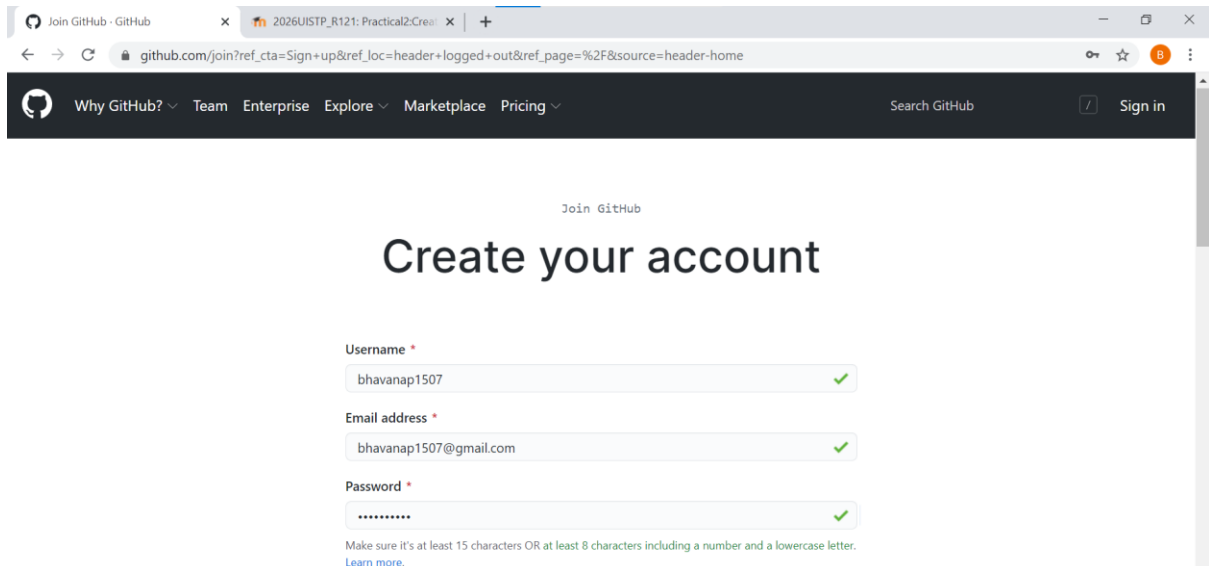 Join GitHub · GitHub
2026UISTP_R121: Practical2:Creat
github.com/join?ref_cta=Sign+up&ref_loc=header+logged+out&ref_page=%2F&source=header-home
B
Why GitHub? Team Enterprise Explore Marketplace Pricing Search GitHub / Sign in
Join GitHub
Create your account
Username *
bhavanap1507
Email address *
bhavanap1507@gmail.com
Password *
••••••••••
Make sure it's at least 15 characters OR at least 8 characters including a number and a lowercase letter.
Learn more.